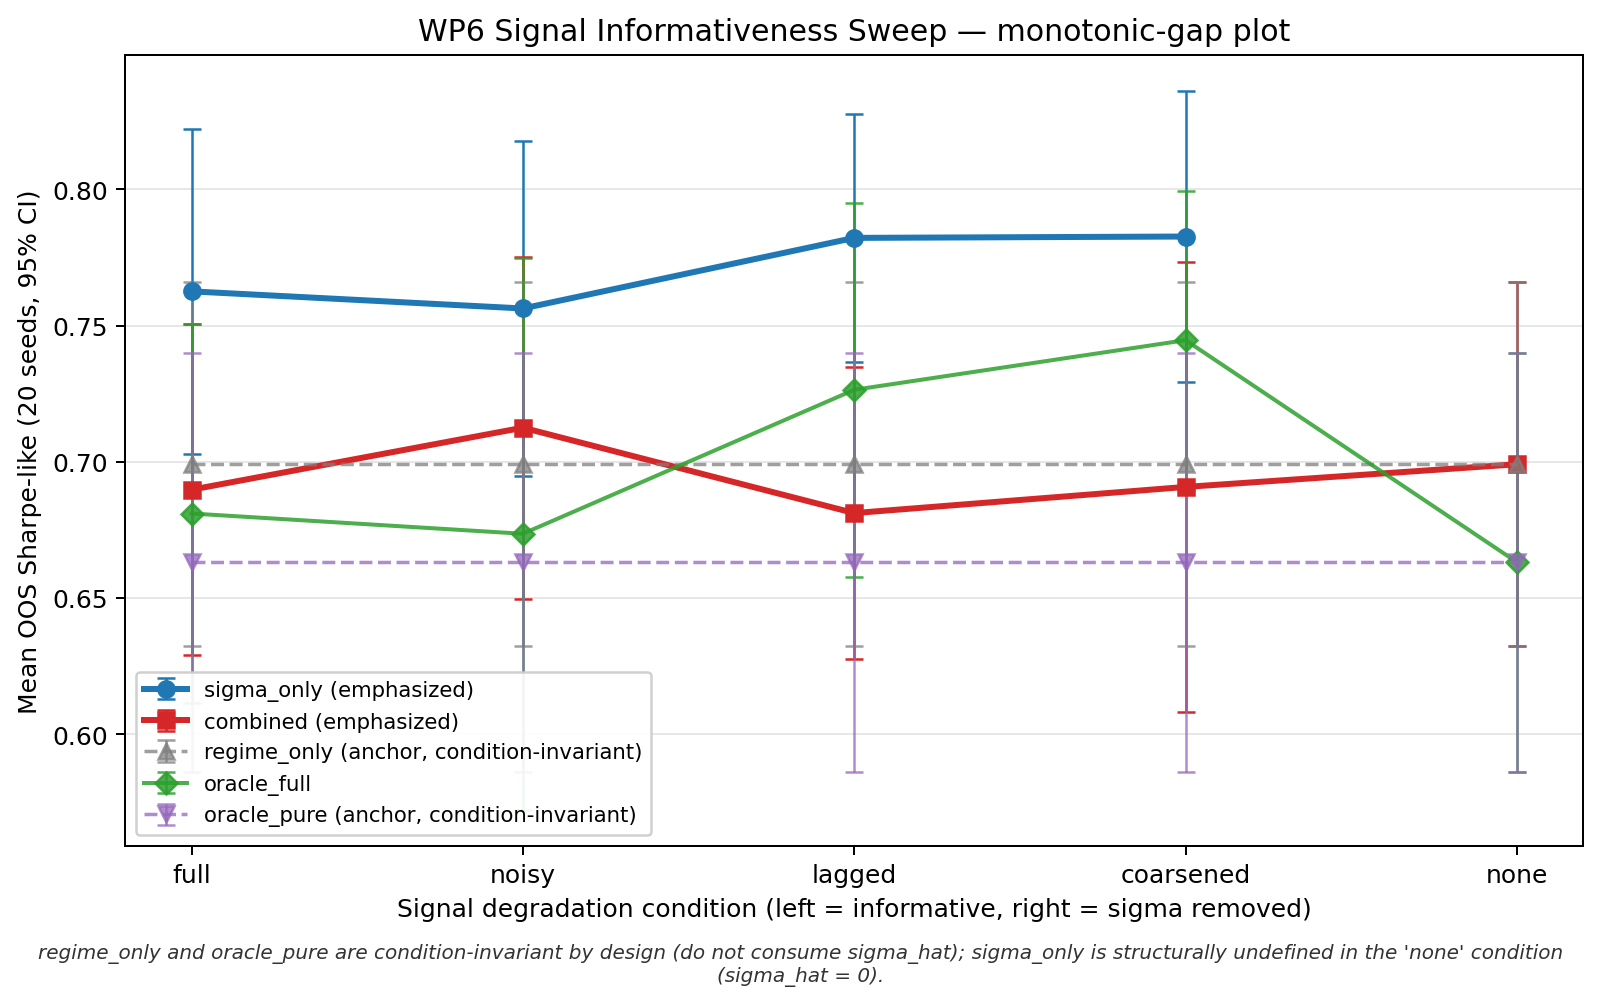 WP6 Signal Informativeness Sweep — monotonic-gap plot
Mean OOS Sharpe-like (20 seeds, 95% CI)
0.80
0.75
0.70
0.65
0.60
sigma_only (emphasized)
combined (emphasized)
regime_only (anchor, condition-invariant)
oracle_full
oracle_pure (anchor, condition-invariant)
full noisy lagged coarsened none
Signal degradation condition (left = informative, right = sigma removed)
regime_only and oracle_pure are condition-invariant by design (do not consume sigma_hat); sigma_only is structurally undefined in the 'none' condition
(sigma_hat = 0).